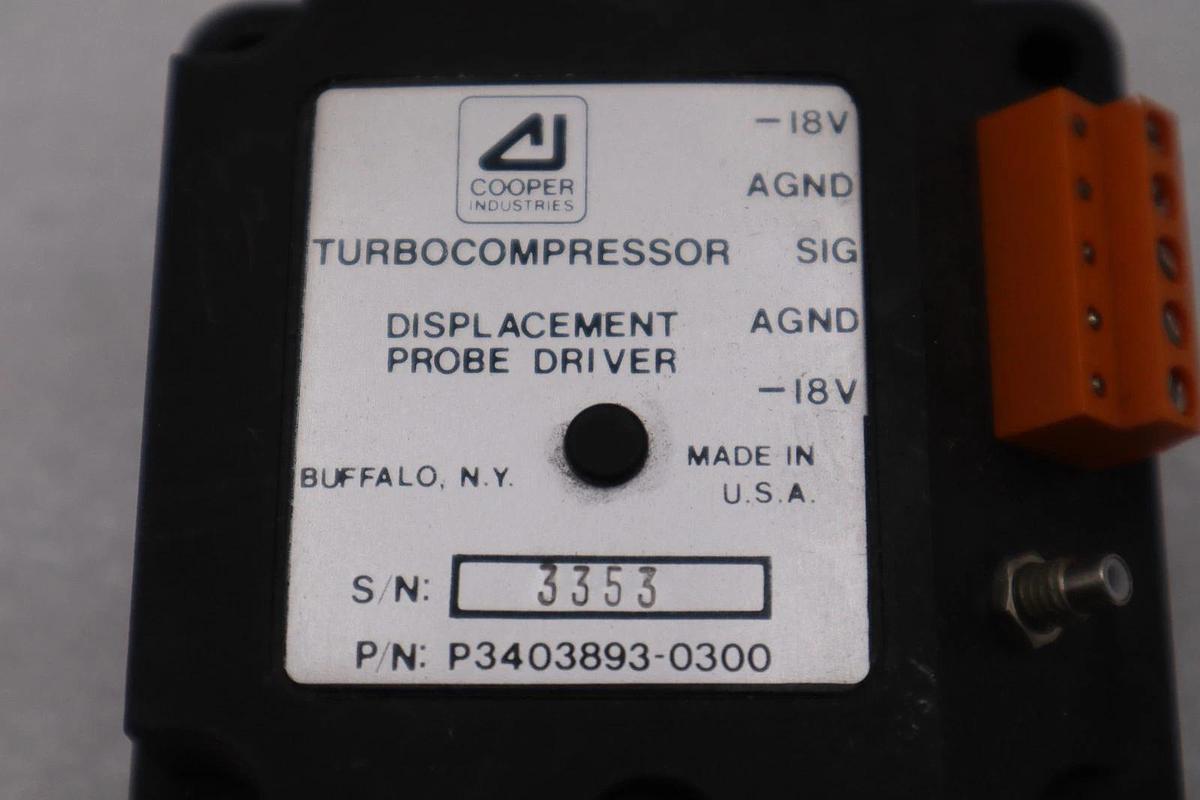 -18V
COOPER
INDUSTRIES
AGND
TURBOCOMPRESSOR SIG
DISPLACEMENT AGND
PROBE DRIVER
-18V
BUFFALO, N.Y. MADE IN
U.S.A.
S/N: 3353
P/N: P3403893-0300